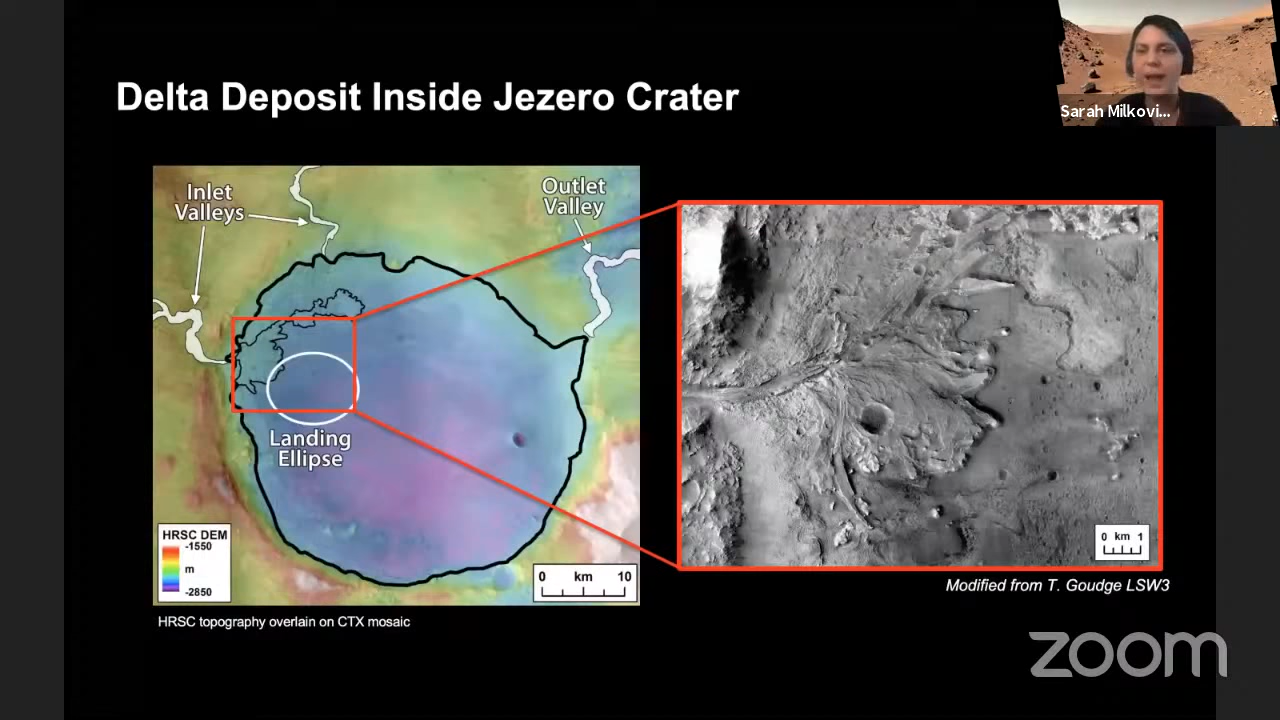 Delta Deposit Inside Jezero Crater
Sarah Milkovi...
Inlet
Valleys
Outlet
Valley
Landing
Ellipse
HRSC DEM
-1550
m
-2850
0 km 10
HRSC topography overlain on CTX mosaic
0 km 1
Modified from T. Goudge LSW3
zoom